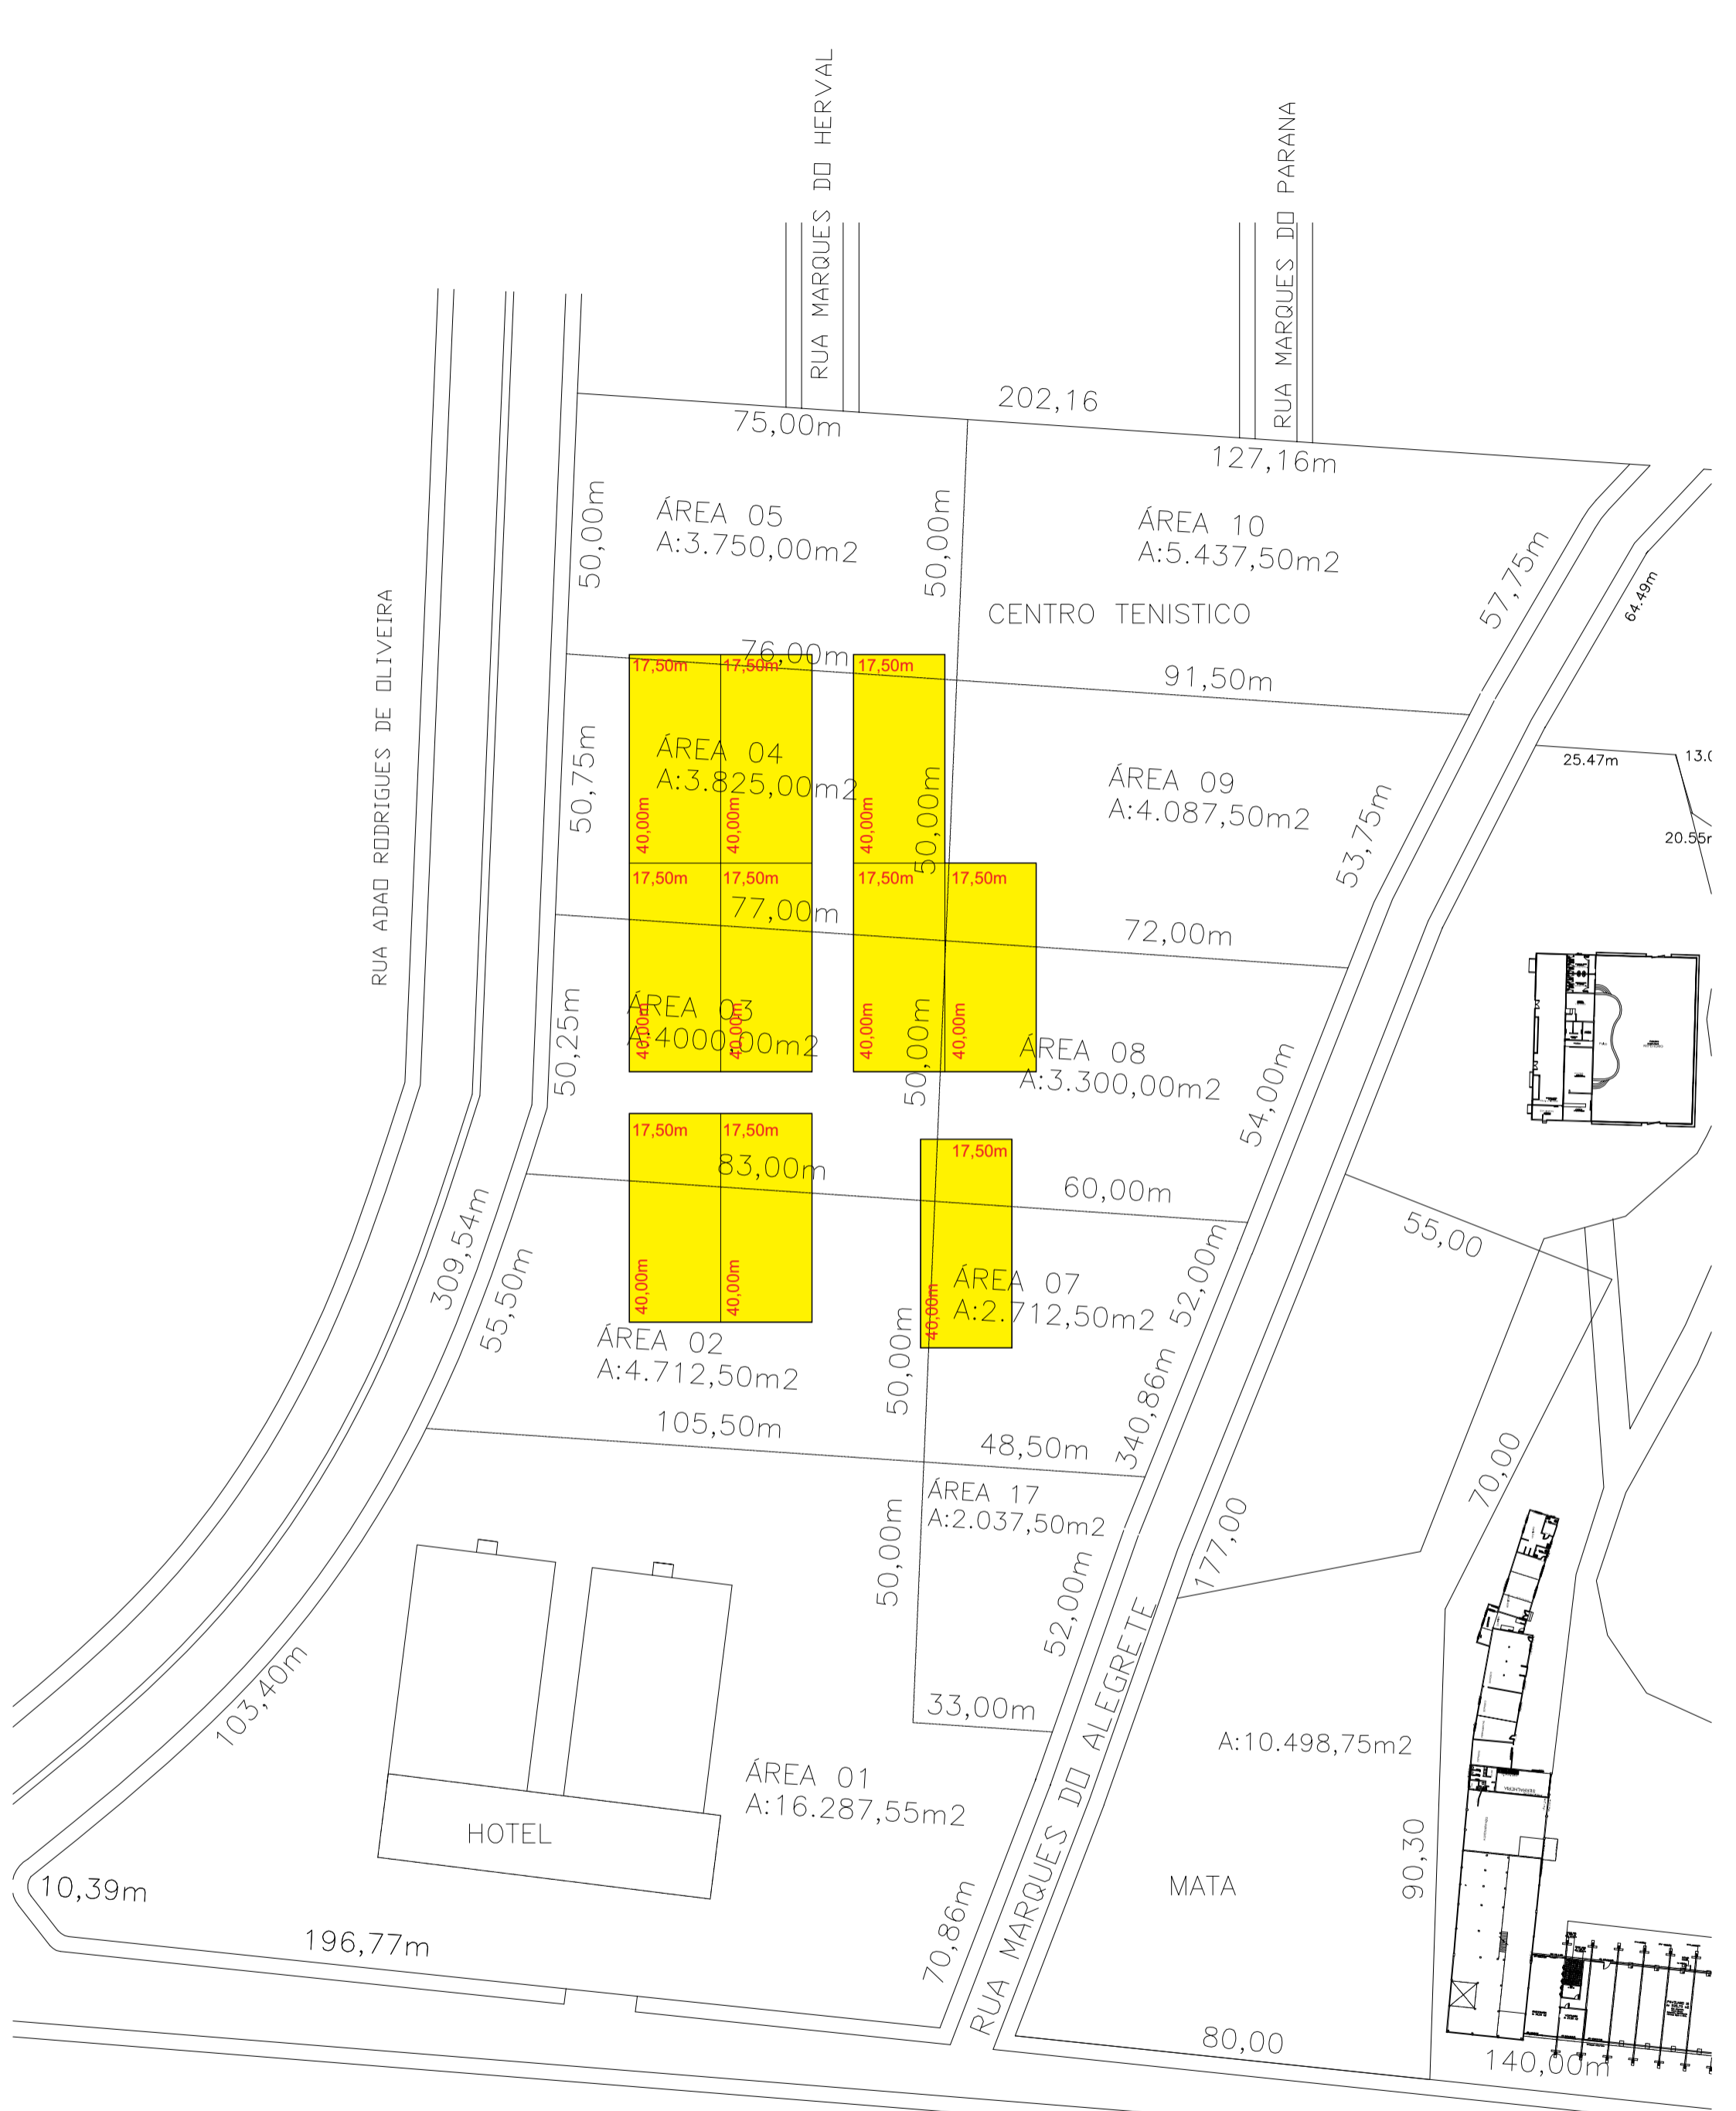 RUA MARQUES DO HERVAL
RUA MARQUES DO PARANA
202,16
75,00m
127,16m
50,00m
ÁREA 05
A:3.750,00m2
50,00m
ÁREA 10
A:5.437,50m2
57,75m
64.49m
CENTRO TENISTICO
RUA ADAO RODRIGUES DE OLIVEIRA
76,00m
17,50m
17,50m
17,50m
91,50m
50,75m
ÁREA 04
A:3.825,00m2
40,00m
40,00m
40,00m
50,00m
ÁREA 09
A:4.087,50m2
53,75m
25.47m
13.0
20.55m
17,50m
17,50m
17,50m
17,50m
77,00m
72,00m
50,25m
ÁREA 03
A:4000,00m2
40,00m
40,00m
40,00m
40,00m
50,00m
ÁREA 08
A:3.300,00m2
54,00m
17,50m
17,50m
17,50m
83,00m
60,00m
309,54m
55,50m
40,00m
40,00m
40,00m
ÁREA 07
A:2.712,50m2
52,00m
55,00
ÁREA 02
A:4.712,50m2
50,00m
340,86m
105,50m
48,50m
70,00
ÁREA 17
A:2.037,50m2
50,00m
52,00m
177,00
103,40m
33,00m
RUA MARQUES DO ALEGRETE
A:10.498,75m2
ÁREA 01
A:16.287,55m2
HOTEL
90,30
MATA
10,39m
196,77m
70,86m
80,00
140,00m